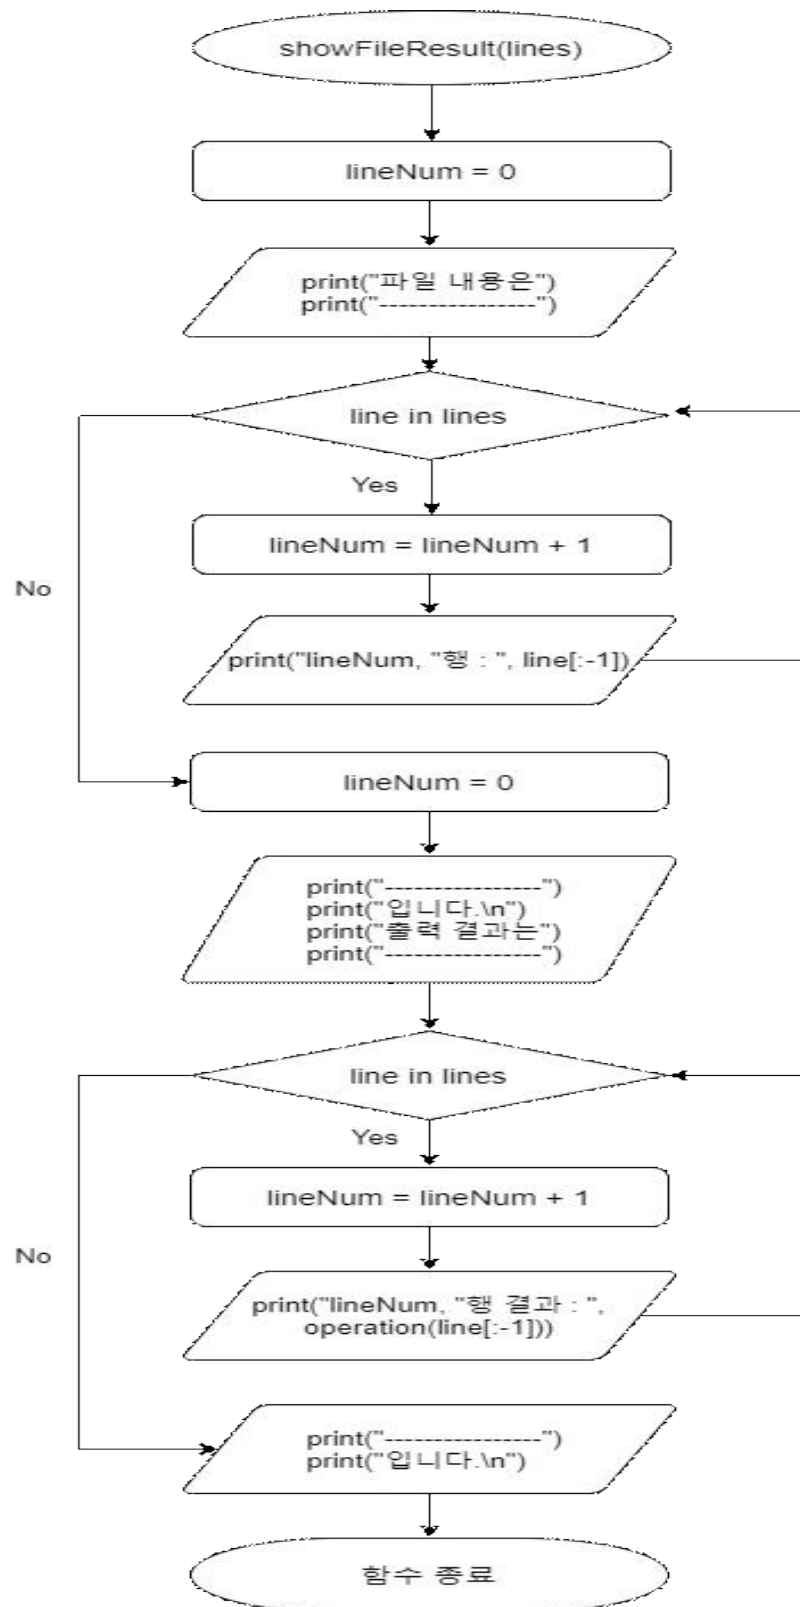 showFileResult(lines)
lineNum = 0
print("파일 내용은")
print("----------------")
line in lines
Yes
No
lineNum = lineNum + 1
print("lineNum, "행 : ", line[:-1])
lineNum = 0
print("----------------")
print("입니다.\n")
print("출력 결과는")
print("----------------")
line in lines
Yes
No
lineNum = lineNum + 1
print("lineNum, "행 결과 : ",
operation(line[:-1]))
print("----------------")
print("입니다.\n")
함수 종료